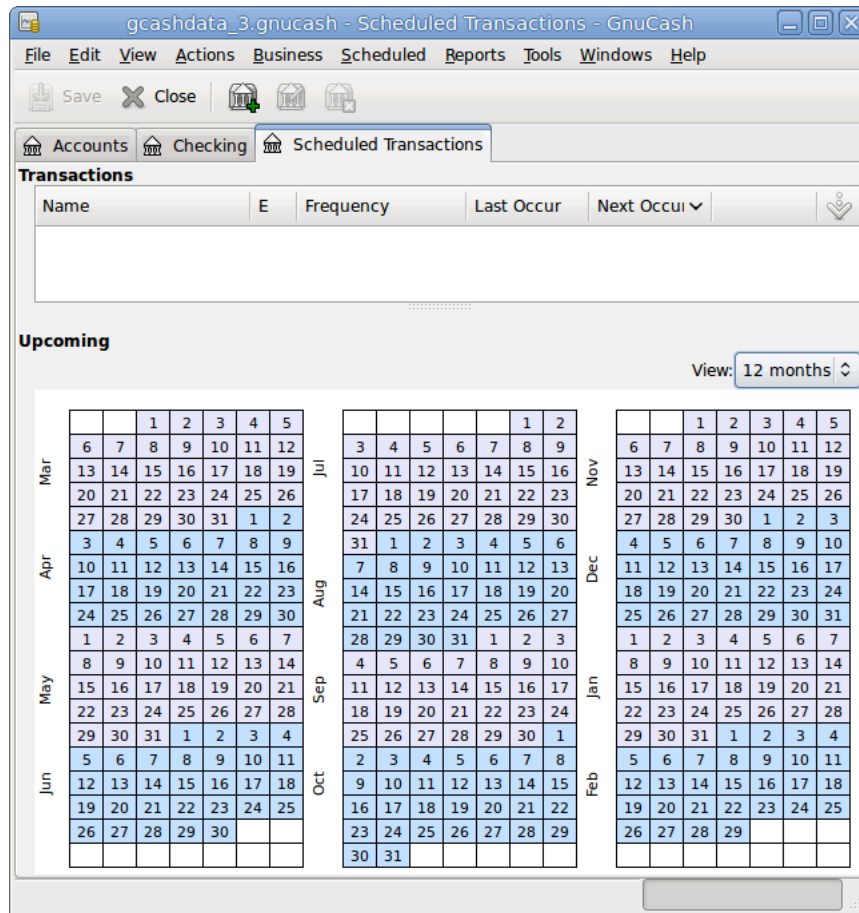 gcashdata_3.gnucash - Scheduled Transactions - GnuCash
File Edit View Actions Business Scheduled Reports Tools Windows Help
Save Close
Accounts Checking Scheduled Transactions
Transactions
Name E Frequency Last Occur Next Occu
Upcoming
View: 12 months
Mar
1 2 3 4 5
6 7 8 9 10 11 12
13 14 15 16 17 18 19
20 21 22 23 24 25 26
27 28 29 30 31 1 2
Apr
3 4 5 6 7 8 9
10 11 12 13 14 15 16
17 18 19 20 21 22 23
24 25 26 27 28 29 30
May
1 2 3 4 5 6 7
8 9 10 11 12 13 14
15 16 17 18 19 20 21
22 23 24 25 26 27 28
29 30 31 1 2 3 4
Jun
5 6 7 8 9 10 11
12 13 14 15 16 17 18
19 20 21 22 23 24 25
26 27 28 29 30
Jul
1 2
3 4 5 6 7 8 9
10 11 12 13 14 15 16
17 18 19 20 21 22 23
24 25 26 27 28 29 30
31 1 2 3 4 5 6
Aug
7 8 9 10 11 12 13
14 15 16 17 18 19 20
21 22 23 24 25 26 27
28 29 30 31 1 2 3
Sep
4 5 6 7 8 9 10
11 12 13 14 15 16 17
18 19 20 21 22 23 24
25 26 27 28 29 30 1
Oct
2 3 4 5 6 7 8
9 10 11 12 13 14 15
16 17 18 19 20 21 22
23 24 25 26 27 28 29
30 31
Nov
1 2 3 4 5
6 7 8 9 10 11 12
13 14 15 16 17 18 19
20 21 22 23 24 25 26
27 28 29 30 1 2 3
Dec
4 5 6 7 8 9 10
11 12 13 14 15 16 17
18 19 20 21 22 23 24
25 26 27 28 29 30 31
Jan
1 2 3 4 5 6 7
8 9 10 11 12 13 14
15 16 17 18 19 20 21
22 23 24 25 26 27 28
29 30 31 1 2 3 4
Feb
5 6 7 8 9 10 11
12 13 14 15 16 17 18
19 20 21 22 23 24 25
26 27 28 29